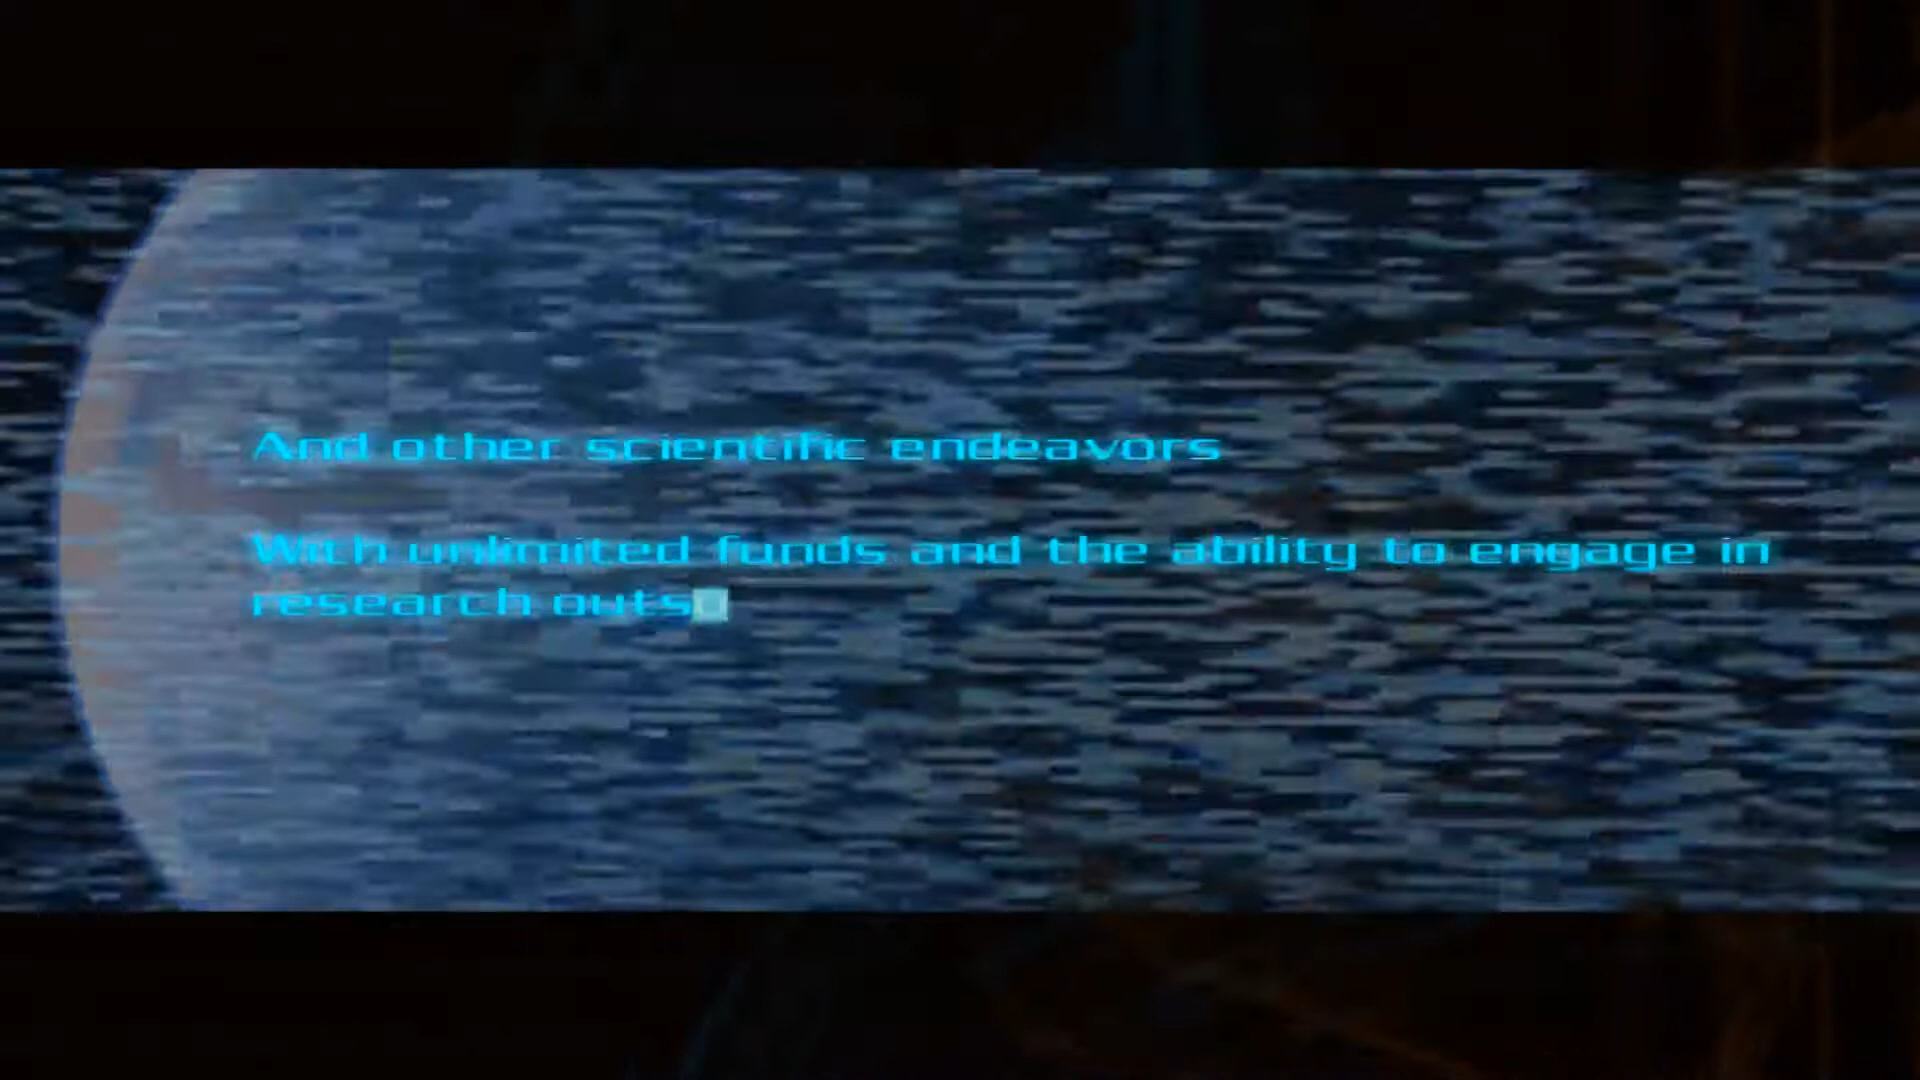 And other scientific endeavors
With unlimited funds and the ability to engage in
research outs